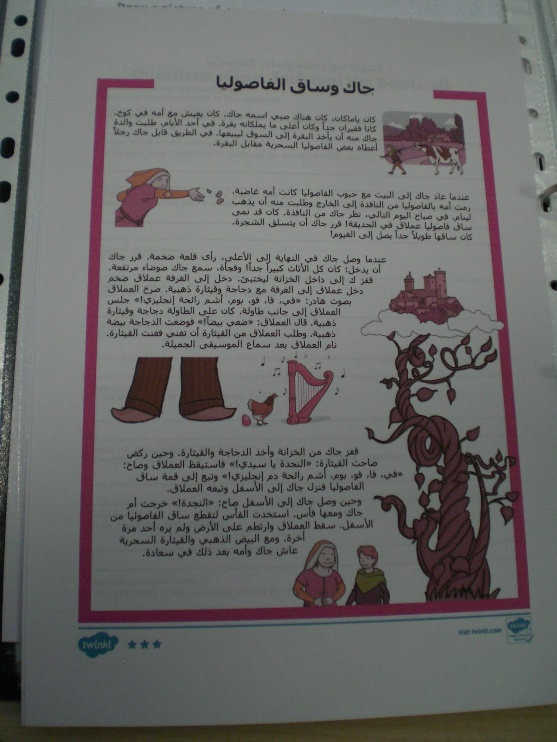 جاك وساق الفاصوليا
كان ياماكان، كان هناك صبي اسمه جاك. كان يعيش مع أمه في كوخ.
كانا فقيران جداً وكان أغلى ما يملكانه بقرة. في أحد الأيام، طلبت والدة
جاك منه أن يأخذ البقرة إلى السوق ليبيعها. في الطريق قابل جاك رجلاً
أعطاه بعض الفاصوليا السحرية مقابل البقرة.
عندما عاد جاك إلى البيت مع حبوب الفاصوليا كانت أمه غاضبة.
رمت أمه بالفاصوليا من النافذة إلى الخارج وطلبت منه أن يذهب
لينام. في صباح اليوم التالي، نظر جاك من النافذة. كان قد نمى
ساق فاصوليا عملاق في الحديقة! قرر جاك أن يتسلق الشجرة.
كان ساقها طويلاً جداً يصل إلى الغيوم!
عندما وصل جاك في النهاية إلى الأعلى، رأى قلعة ضخمة. قرر جاك
أن يدخل؛ كان كل الأثاث كبيراً جداً! وفجأة، سمع جاك ضوضاء مرتفعة.
قفز ك إلى داخل الخزانة ليختبئ. دخل إلى الغرفة عملاق ضخم
دخل عملاق إلى الغرفة مع دجاجة وقيثارة ذهبية. صرخ العملاق
بصوت هادر: «في، فا، فو، بوم، أشم رائحة إنجليزي!» جلس
العملاق إلى جانب طاولة. كان على الطاولة دجاجة وقيثارة
ذهبية. قال العملاق: «ضعي بيضاً!» فوضعت الدجاجة بيضة
ذهبية. وطلب العملاق من القيثارة أن تغني فغنت القيثارة.
نام العملاق بعد سماع الموسيقى الجميلة.
قفز جاك من الخزانة وأخذ الدجاجة والقيثارة. وحين ركض
صاحت القيثارة: «النجدة يا سيدي!» فاستيقظ العملاق وصاح:
«في، فا، فو، بوم، أشم رائحة دم إنجليزي!» وتبع إلى قمة ساق
الفاصوليا فنزل جاك إلى الأسفل وتبعه العملاق.
وحين وصل جاك إلى الأسفل صاح: «النجدة!» خرجت أم
جاك ومعها فأس. استخدت الفأس لتقطع ساق الفاصوليا من
الأسفل. سقط العملاق وارتطم على الأرض ولم يره أحد مرة
أخرة. ومع البيض الذهبي والقيثارة السحرية
عاش جاك وأمه بعد ذلك في سعادة.
twinkl
visit twinkl.com
twinkl